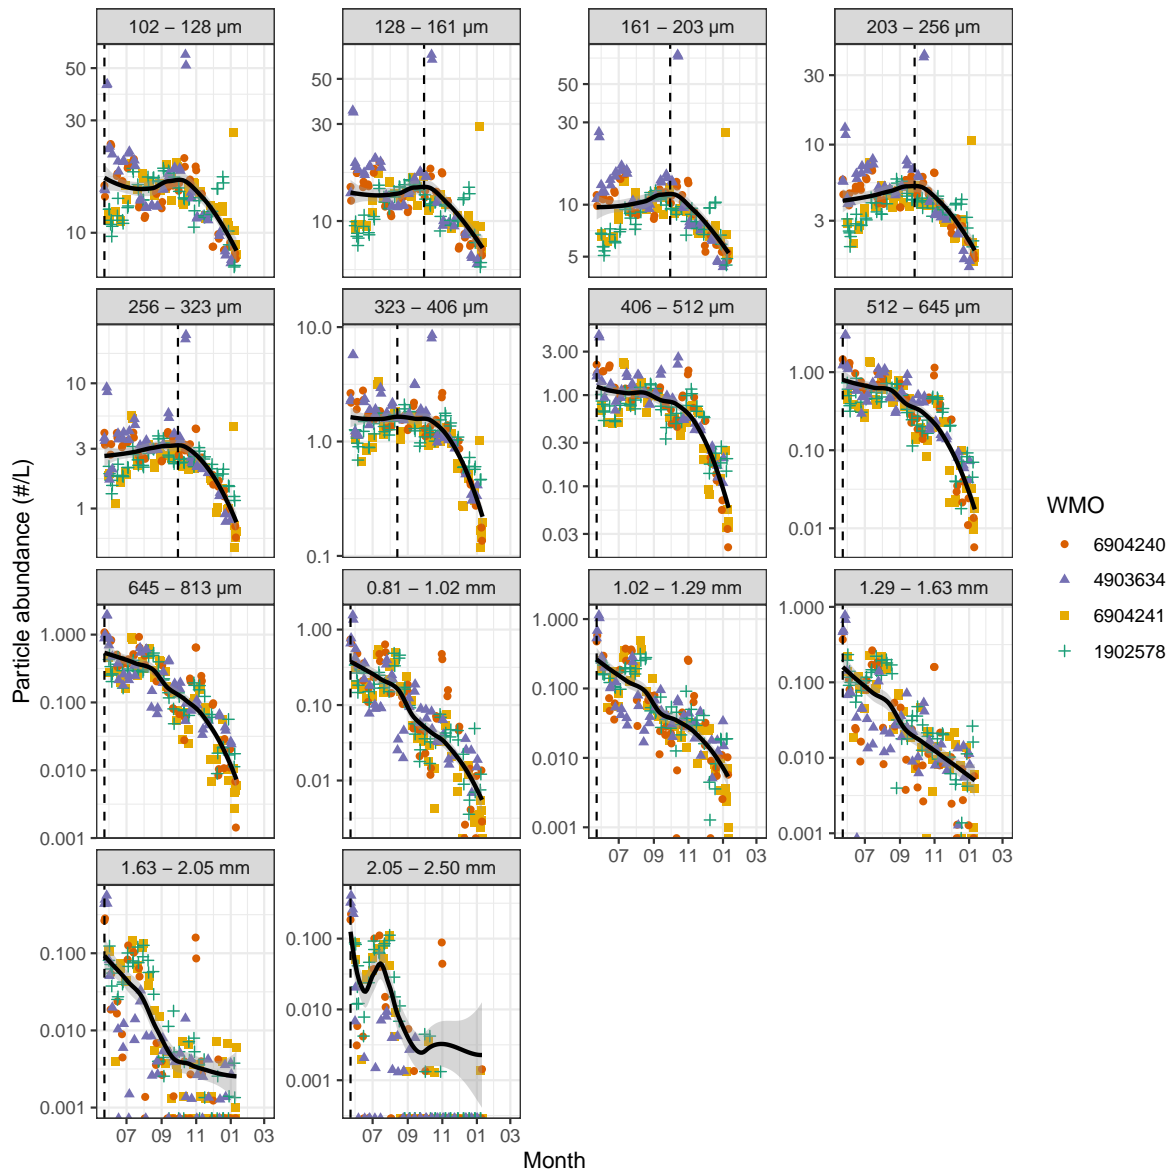 102 – 128 µm 128 – 161 µm 161 – 203 µm 203 – 256 µm
50 30 10
50 30 10
50 30 10 5
30 10 3
256 – 323 µm 323 – 406 µm 406 – 512 µm 512 – 645 µm
10 3 1
10.0 1.0 0.1
3.00 1.00 0.30 0.10 0.03
1.00 0.10 0.01
645 – 813 µm 0.81 – 1.02 mm 1.02 – 1.29 mm 1.29 – 1.63 mm
1.000 0.100 0.010 0.001
1.00 0.10 0.01
1.000 0.100 0.010 0.001
1.000 0.100 0.010 0.001
07 09 11 01 03 07 09 11 01 03
1.63 – 2.05 mm 2.05 – 2.50 mm
0.100 0.010 0.001
0.100 0.010 0.001
07 09 11 01 03 07 09 11 01 03
Month
Particle abundance (#/L)
WMO
6904240
4903634
6904241
1902578